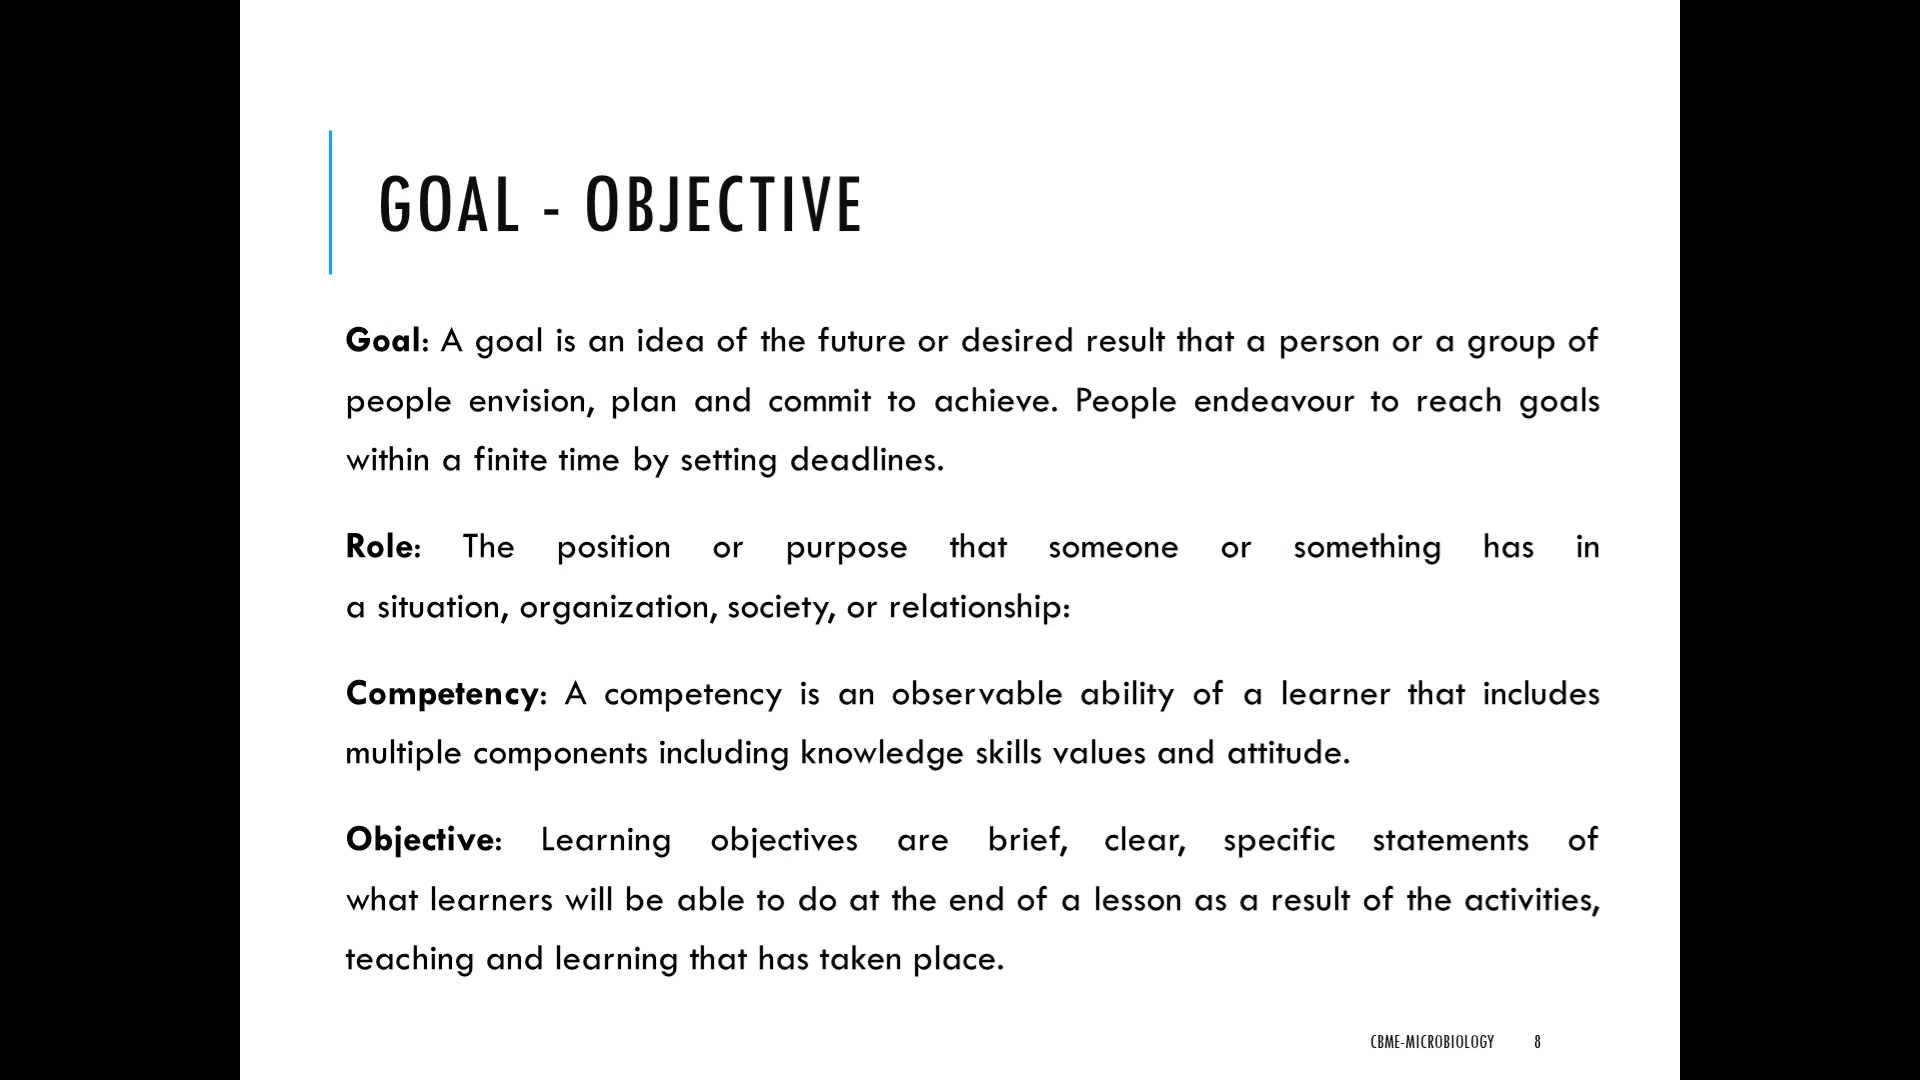 GOAL - OBJECTIVE
Goal: A goal is an idea of the future or desired result that a person or a group of
people envision, plan and commit to achieve. People endeavour to reach goals
within a finite time by setting deadlines.
Role: The position or purpose that someone or something has in
a situation, organization, society, or relationship:
Competency: A competency is an observable ability of a learner that includes
multiple components including knowledge skills values and attitude.
Objective: Learning objectives are brief, clear, specific statements of
what learners will be able to do at the end of a lesson as a result of the activities,
teaching and learning that has taken place.
CBME-MICROBIOLOGY 8